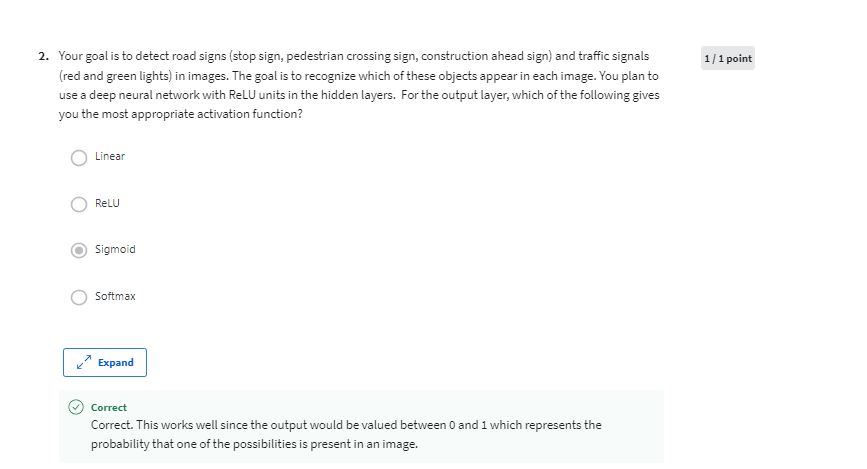 2. Your goal is to detect road signs (stop sign, pedestrian crossing sign, construction ahead sign) and traffic signals
1 / 1 point
(red and green lights) in images. The goal is to recognize which of these objects appear in each image. You plan to
use a deep neural network with ReLU units in the hidden layers. For the output layer, which of the following gives
you the most appropriate activation function?
Linear
ReLU
Sigmoid
Softmax
Expand
Correct
Correct. This works well since the output would be valued between 0 and 1 which represents the
probability that one of the possibilities is present in an image.